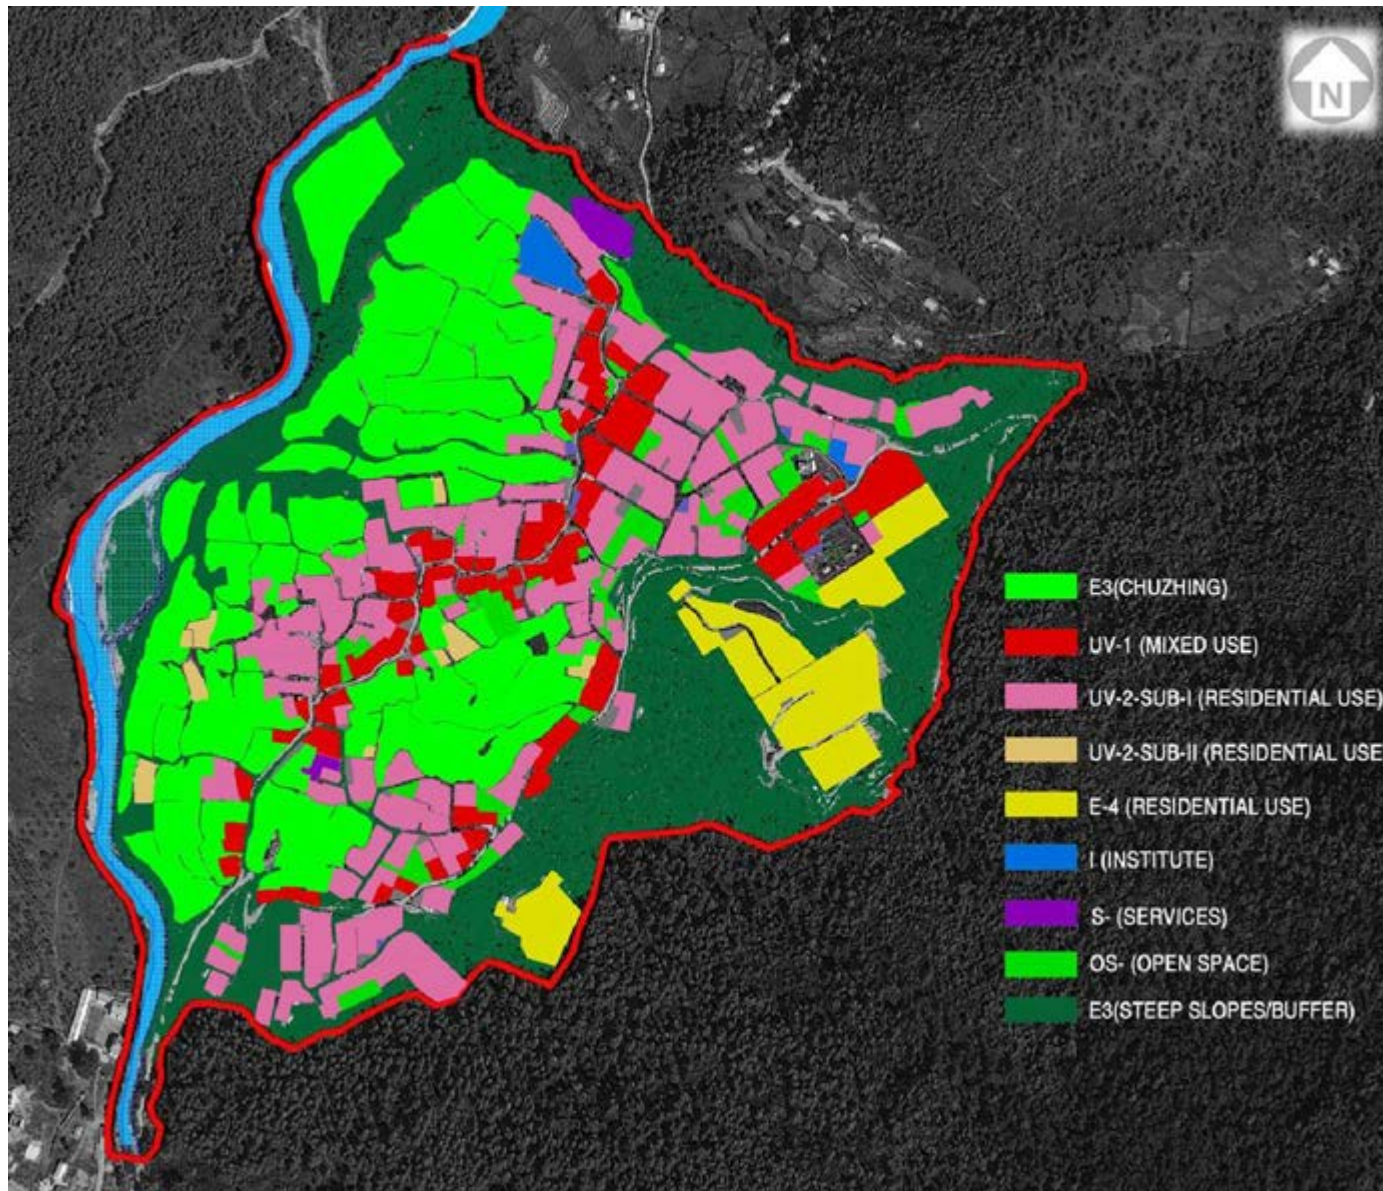 N
E3(CHUZHING)
UV-1 (MIXED USE)
UV-2-SUB-I (RESIDENTIAL USE)
UV-2-SUB-II (RESIDENTIAL USE
E-4 (RESIDENTIAL USE)
I (INSTITUTE)
S- (SERVICES)
OS- (OPEN SPACE)
E3(STEEP SLOPES/BUFFER)